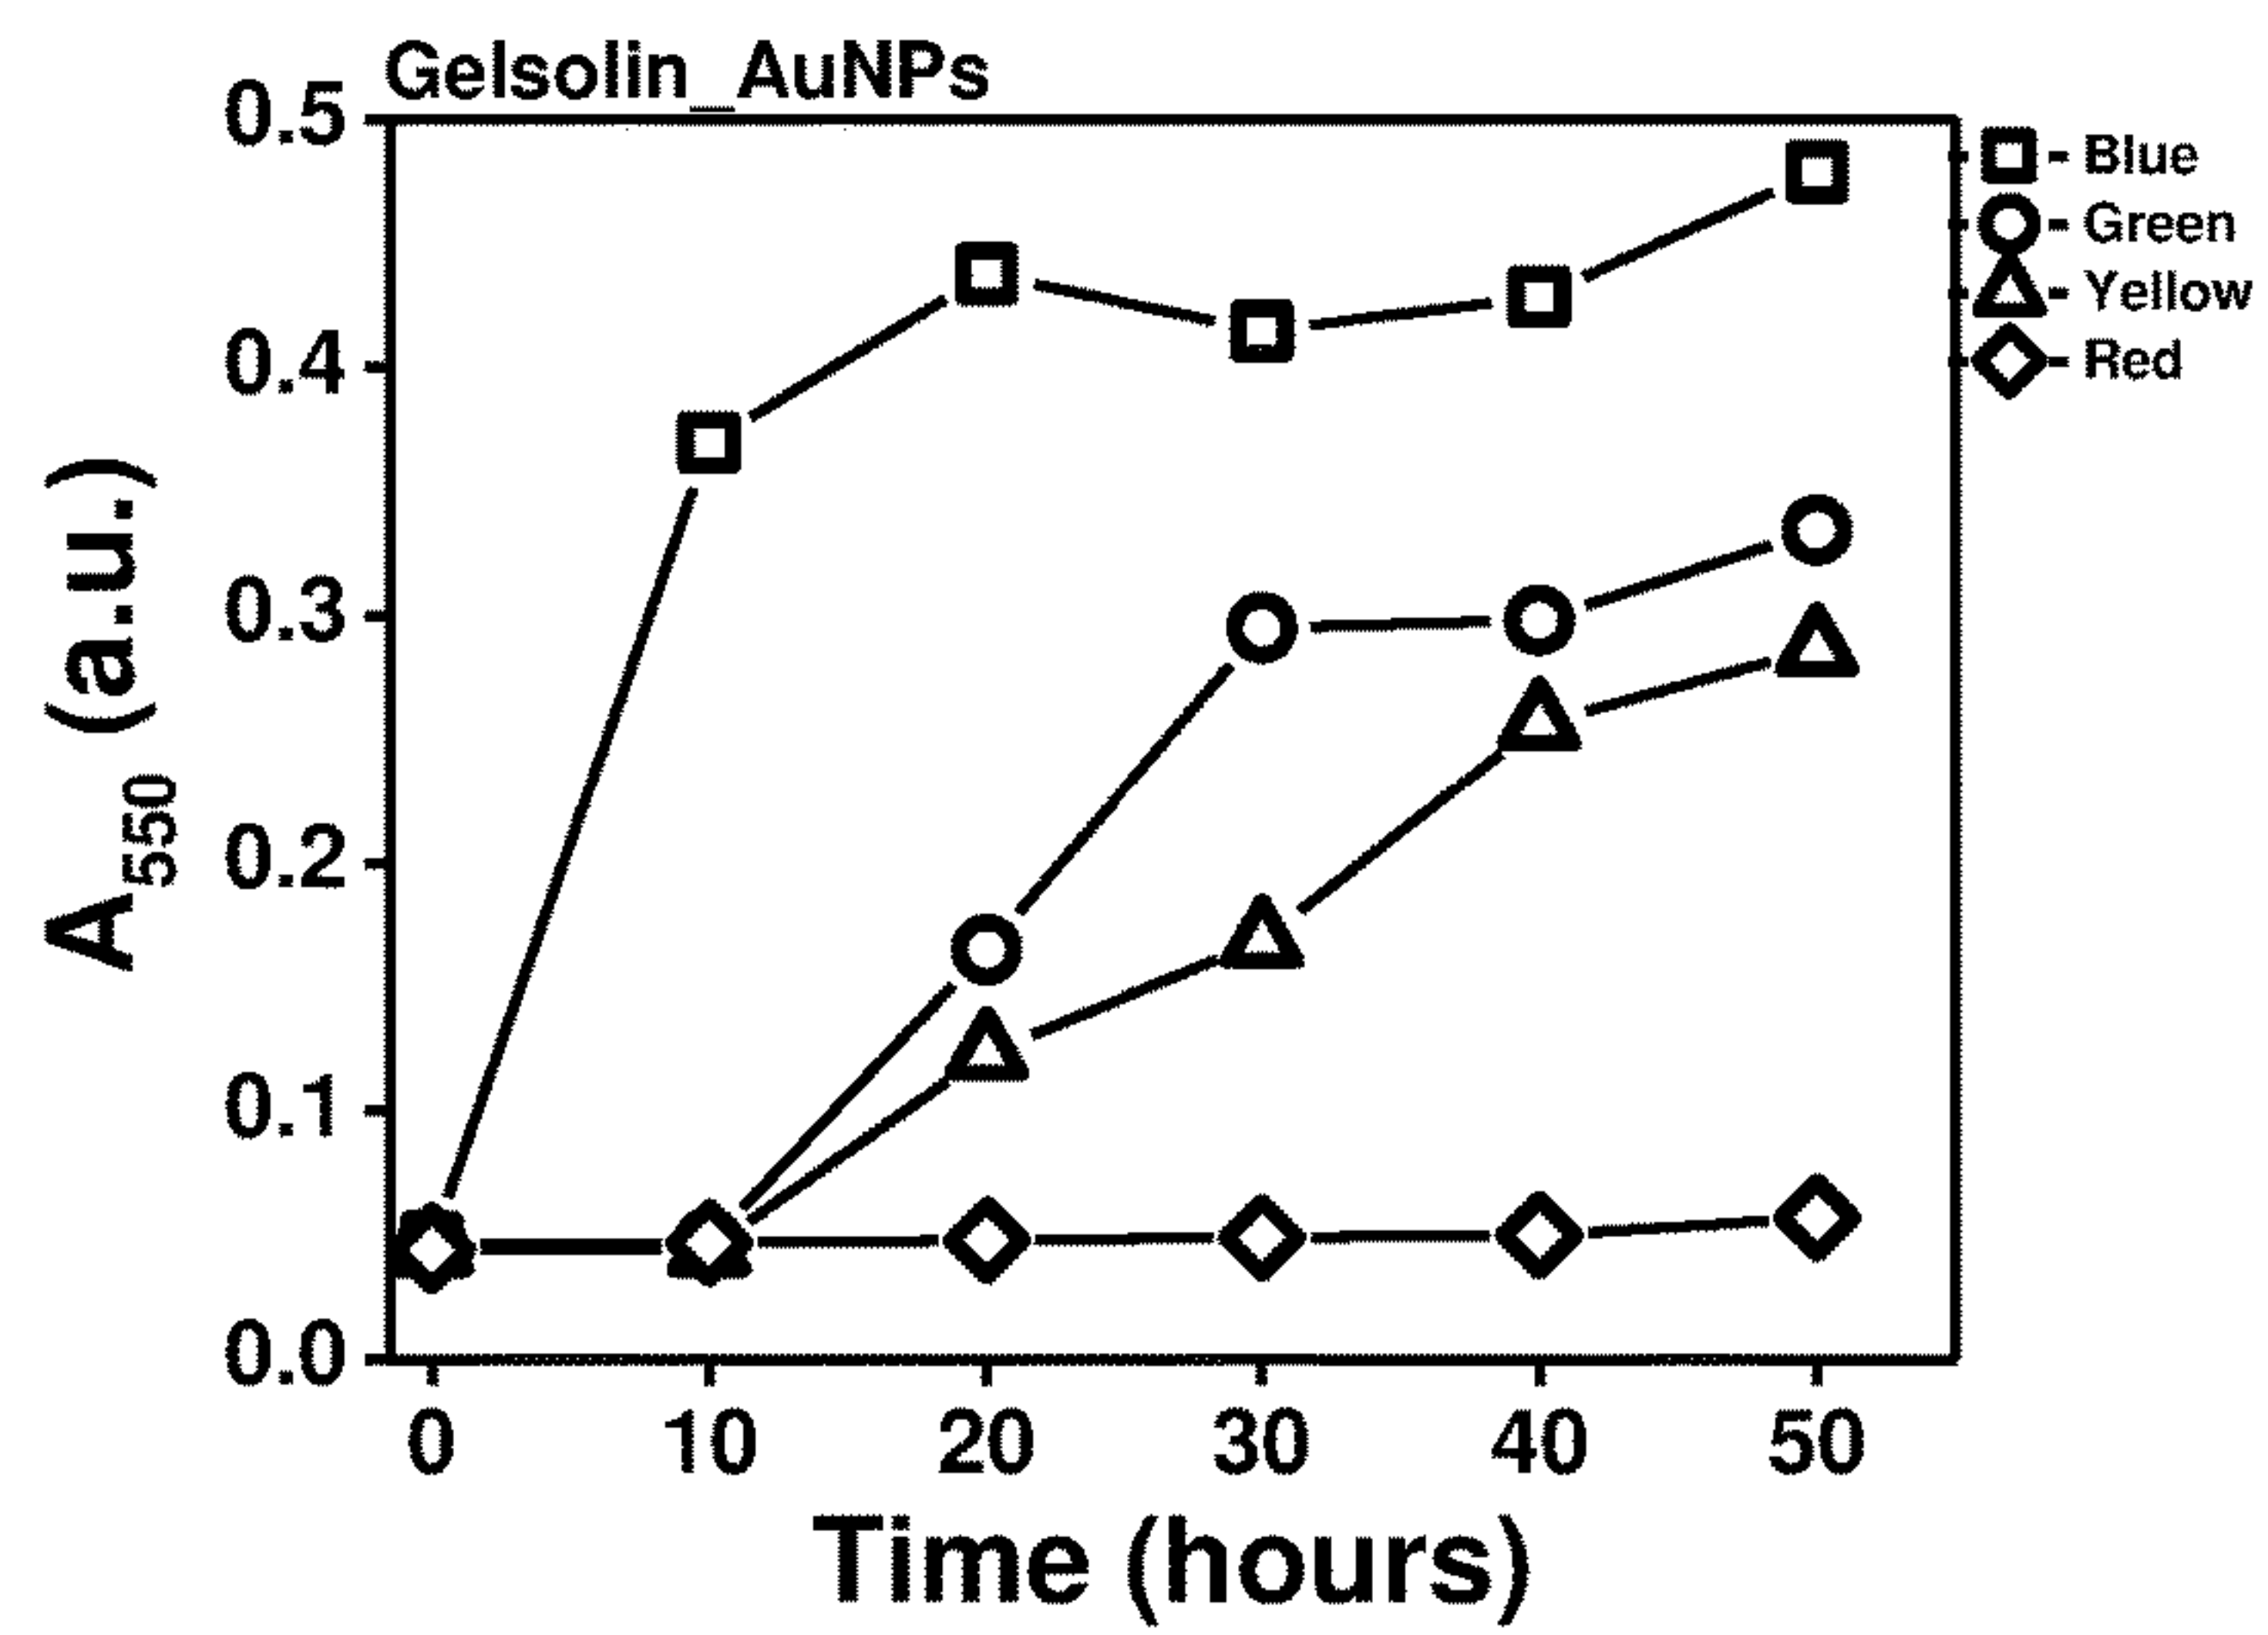 Gelsolin_AuNPs
0.5
0.4
0.3
0.2
0.1
0.0
A550 (a.u.)
0 10 20 30 40 50
Time (hours)
Blue
Green
Yellow
Red